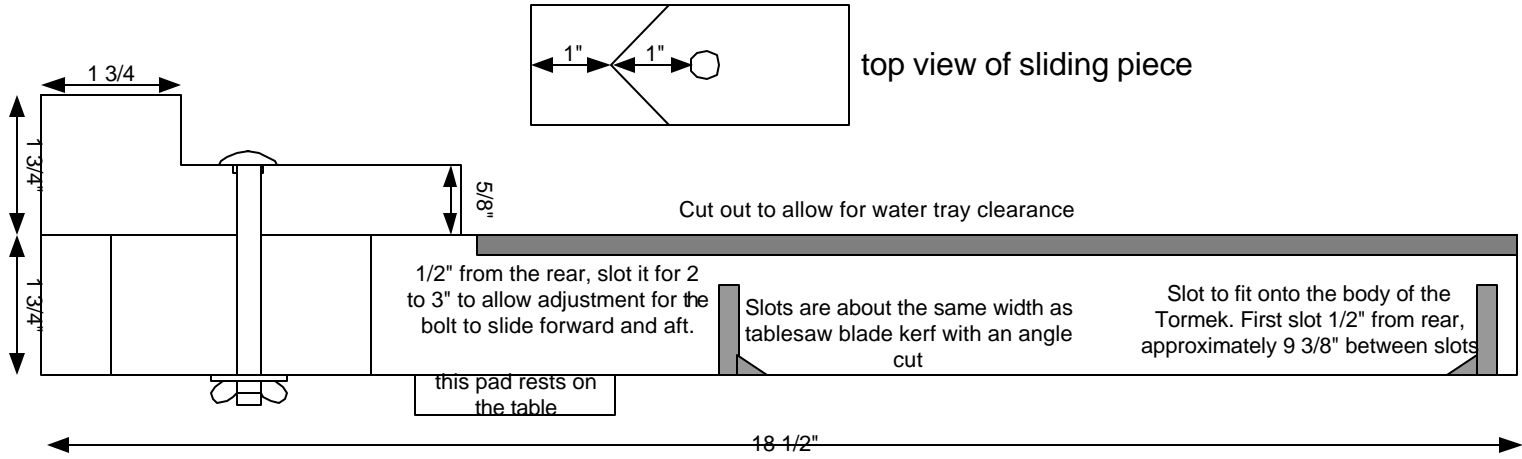 1"
1"
top view of sliding piece
1 3/4
1 3/4"
5/8"
Cut out to allow for water tray clearance
1 3/4"
1/2" from the rear, slot it for 2
to 3" to allow adjustment for the
bolt to slide forward and aft.
Slots are about the same width as
tablesaw blade kerf with an angle
cut
Slot to fit onto the body of the
Tormek. First slot 1/2" from rear,
approximately 9 3/8" between slots
this pad rests on
the table
18 1/2"